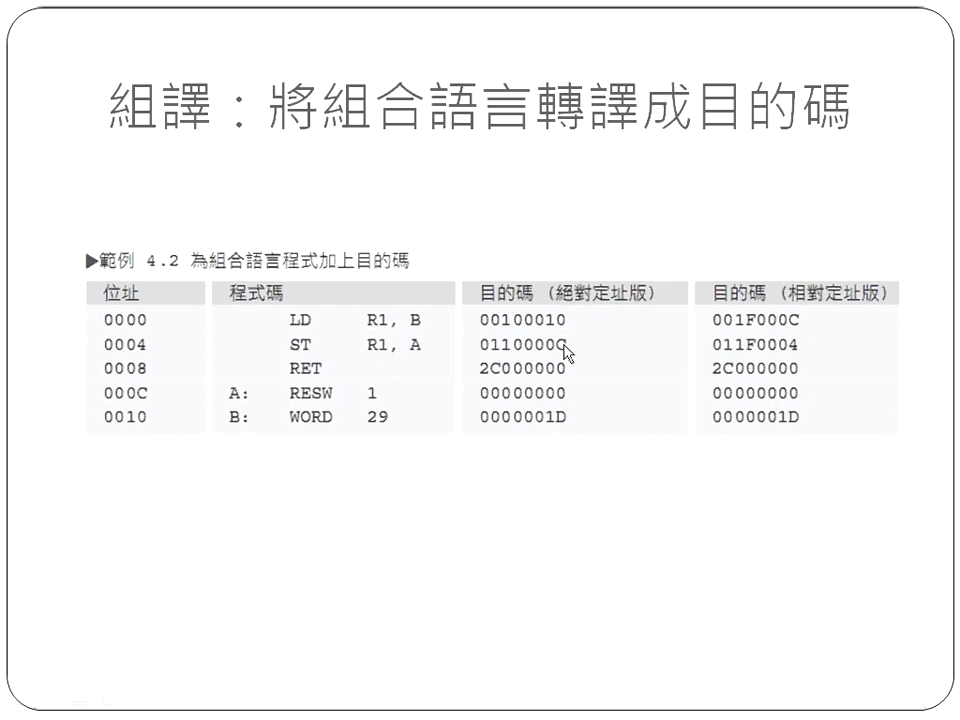 組譯：將組合語言轉譯成目的碼
▶範例 4.2 為組合語言程式加上目的碼
位址 程式碼 目的碼（絕對定址版） 目的碼（相對定址版）
0000 LD R1, B 00100010 001F000C
0004 ST R1, A 0110000C 011F0004
0008 RET 2C000000 2C000000
000C A: RESW 1 00000000 00000000
0010 B: WORD 29 0000001D 0000001D